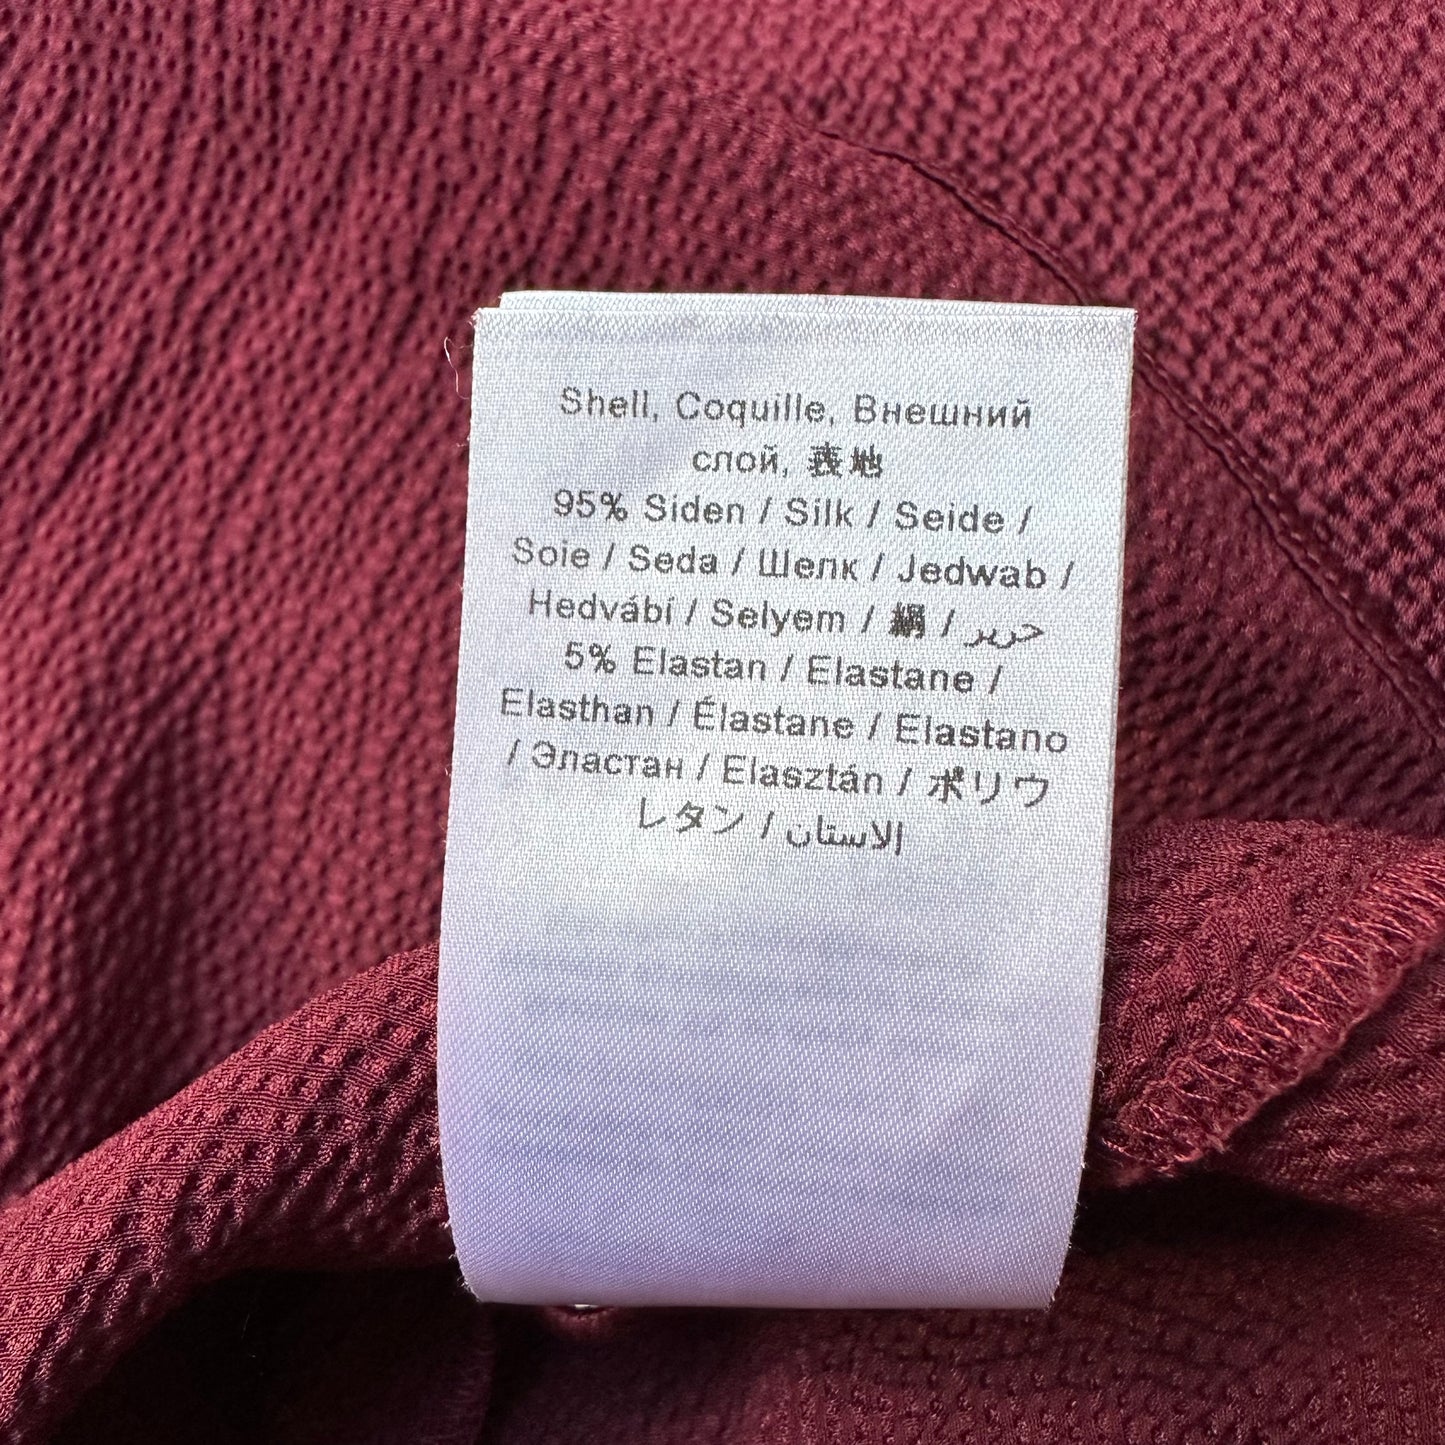 Shell, Coquille, Внешний
слой, 表地
95% Siden / Silk / Seide /
Soie / Seda / Шелк / Jedwab /
Hedvábí / Selyem / 絹 / حرير
5% Elastan / Elastane /
Elasthan / Élastane / Elastano
/ Эластан / Elasztán / ポリウ
レタン / إلاستان